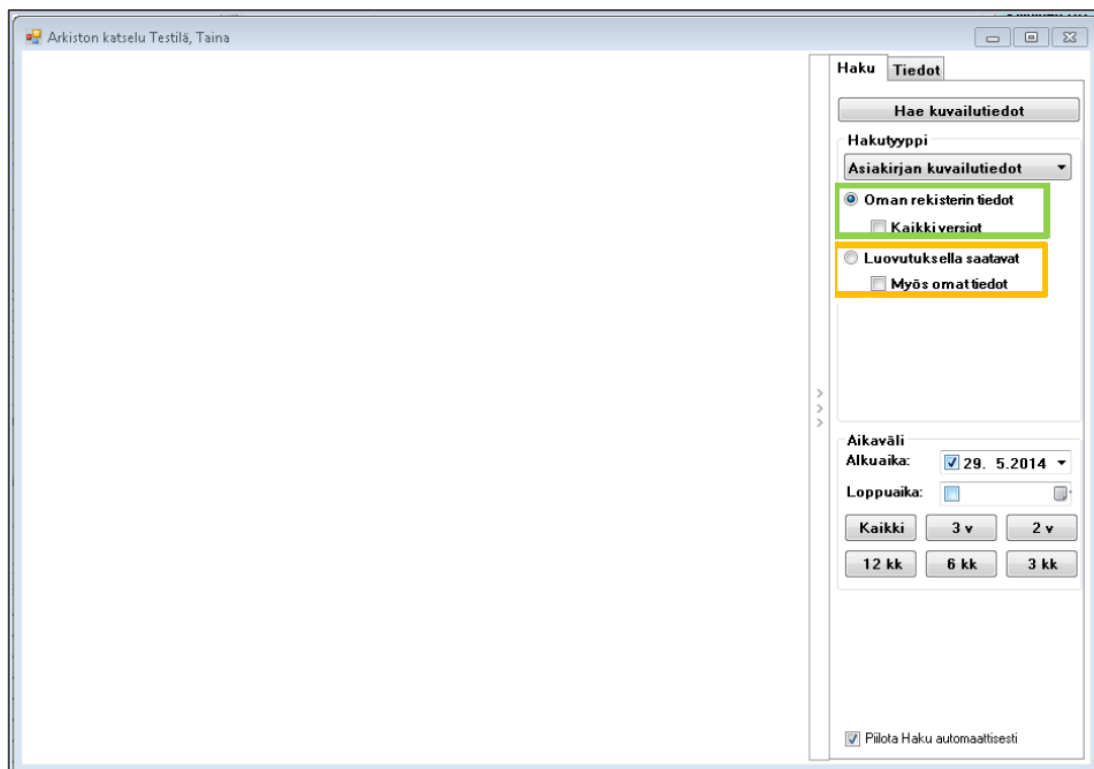 Arkiston katselu Testilä, Taina
Haku Tiedot
Hae kuvailutiedot
Hakutyyppi
Asiakirjan kuvailutiedot
Oman rekisterin tiedot
Kaikki versiot
Luovutuksella saatavat
Myös omat tiedot
Aikaväli
Alkuaika: 29. 5.2014
Loppuaika:
Kaikki 3 v 2 v
12 kk 6 kk 3 kk
Piilota Haku automaattisesti